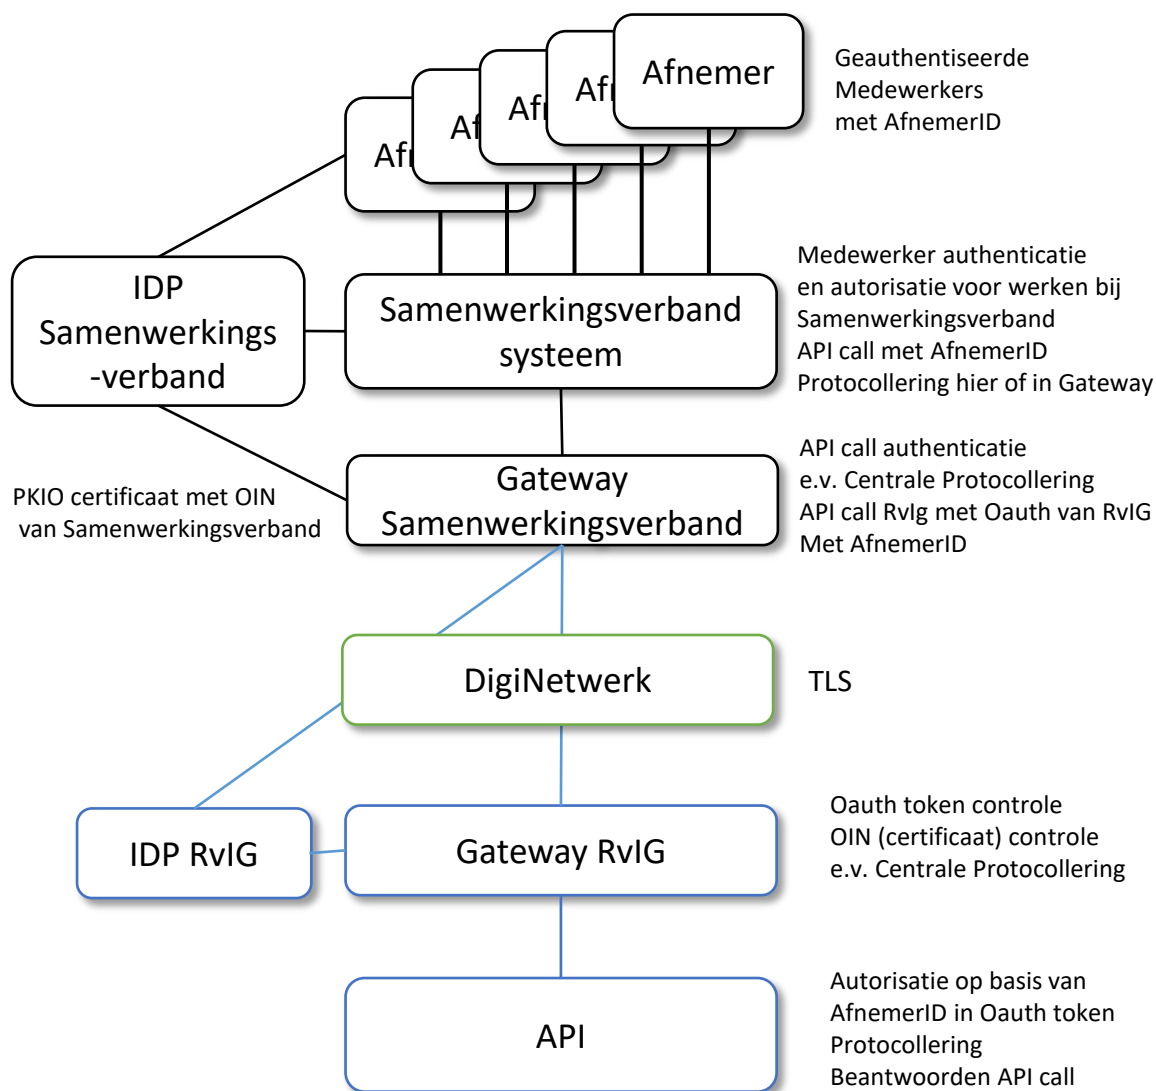 Afnemer
Af
Af
Af
Af
Geauthentiseerde
Medewerkers
met AfnemerID
IDP
Samenwerkings
-verband
Samenwerkingsverband
systeem
Medewerker authenticatie
en autorisatie voor werken bij
Samenwerkingsverband
API call met AfnemerID
Protocollering hier of in Gateway
PKIO certificaat met OIN
van Samenwerkingsverband
Gateway
Samenwerkingsverband
API call authenticatie
e.v. Centrale Protocollering
API call RvIg met Oauth van RvIG
Met AfnemerID
DigiNetwerk
TLS
IDP RvIG
Gateway RvIG
Oauth token controle
OIN (certificaat) controle
e.v. Centrale Protocollering
API
Autorisatie op basis van
AfnemerID in Oauth token
Protocollering
Beantwoorden API call